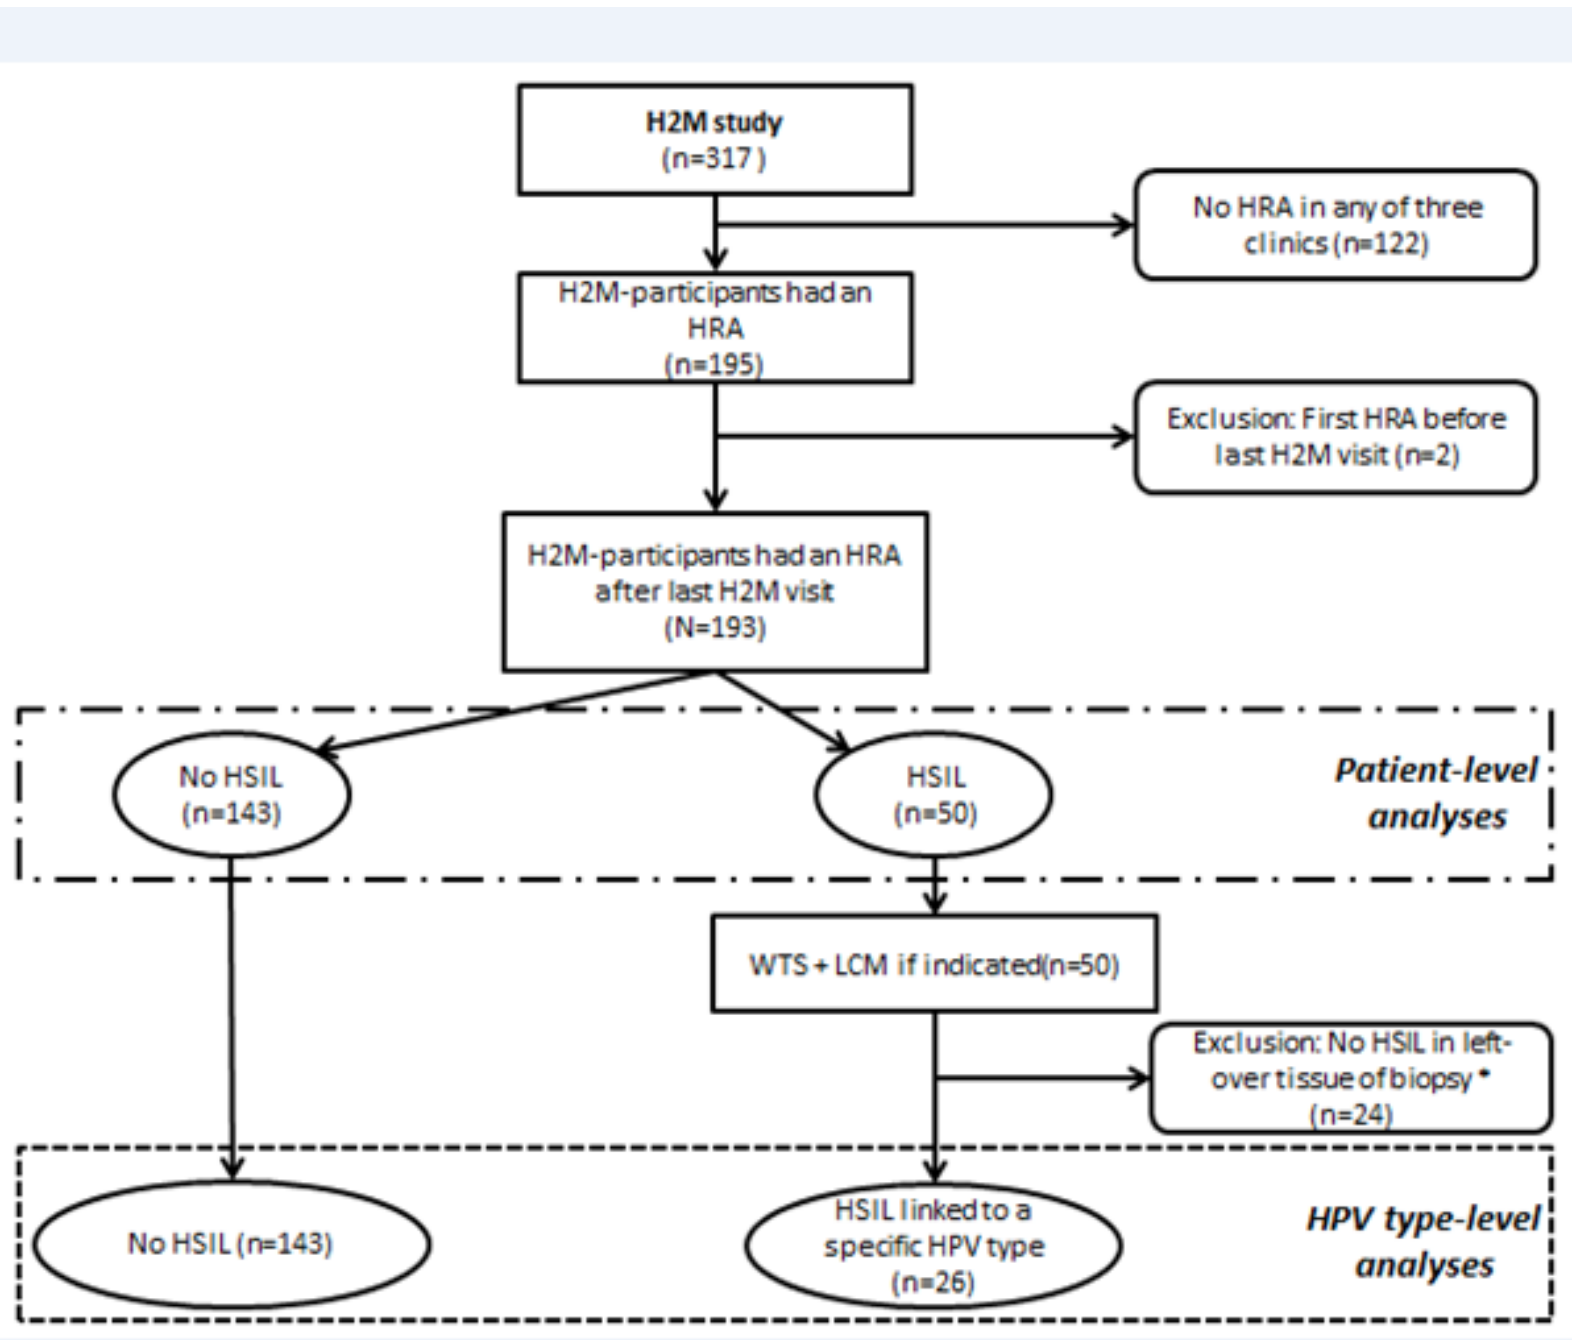 H2M study
(n=317 )
No HRA in any of three
clinics (n=122)
H2M-participants had an
HRA
(n=195)
Exclusion: First HRA before
last H2M visit (n=2)
H2M-participants had an HRA
after last H2M visit
(N=193)
No HSIL
(n=143)
HSIL
(n=50)
Patient-level
analyses
WTS + LCM if indicated(n=50)
Exclusion: No HSIL in left-
over tissue of biopsy *
(n=24)
No HSIL (n=143)
HSIL linked to a
specific HPV type
(n=26)
HPV type-level
analyses